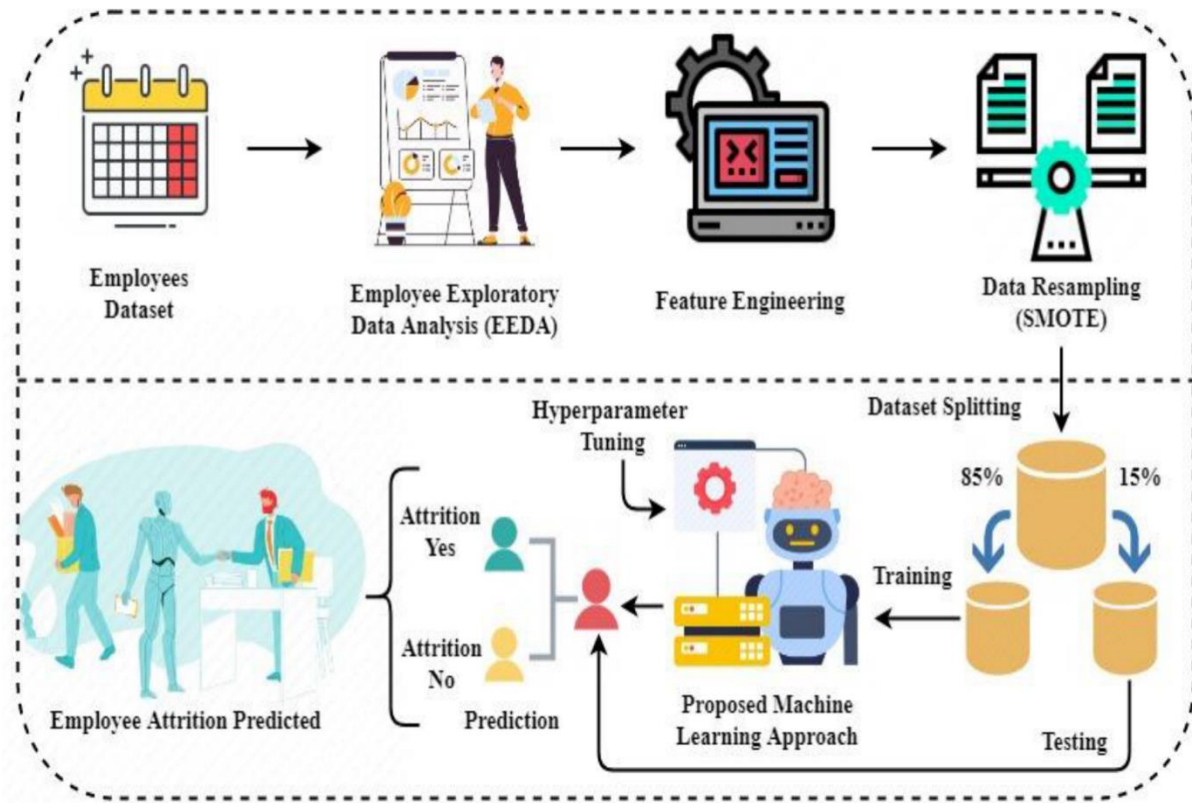 Employees
Dataset
Employee Exploratory
Data Analysis (EEDA)
Feature Engineering
Data Resampling
(SMOTE)
Dataset Splitting
85%
15%
Hyperparameter
Tuning
Training
Attrition
Yes
Attrition
No
Prediction
Proposed Machine
Learning Approach
Testing
Employee Attrition Predicted